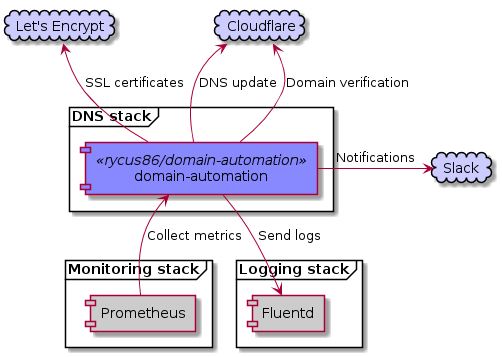 Let's Encrypt
Cloudflare
SSL certificates
DNS update
Domain verification
DNS stack
«rycus86/domain-automation»
domain-automation
Notifications
Slack
Collect metrics
Send logs
Monitoring stack
Logging stack
Prometheus
Fluentd